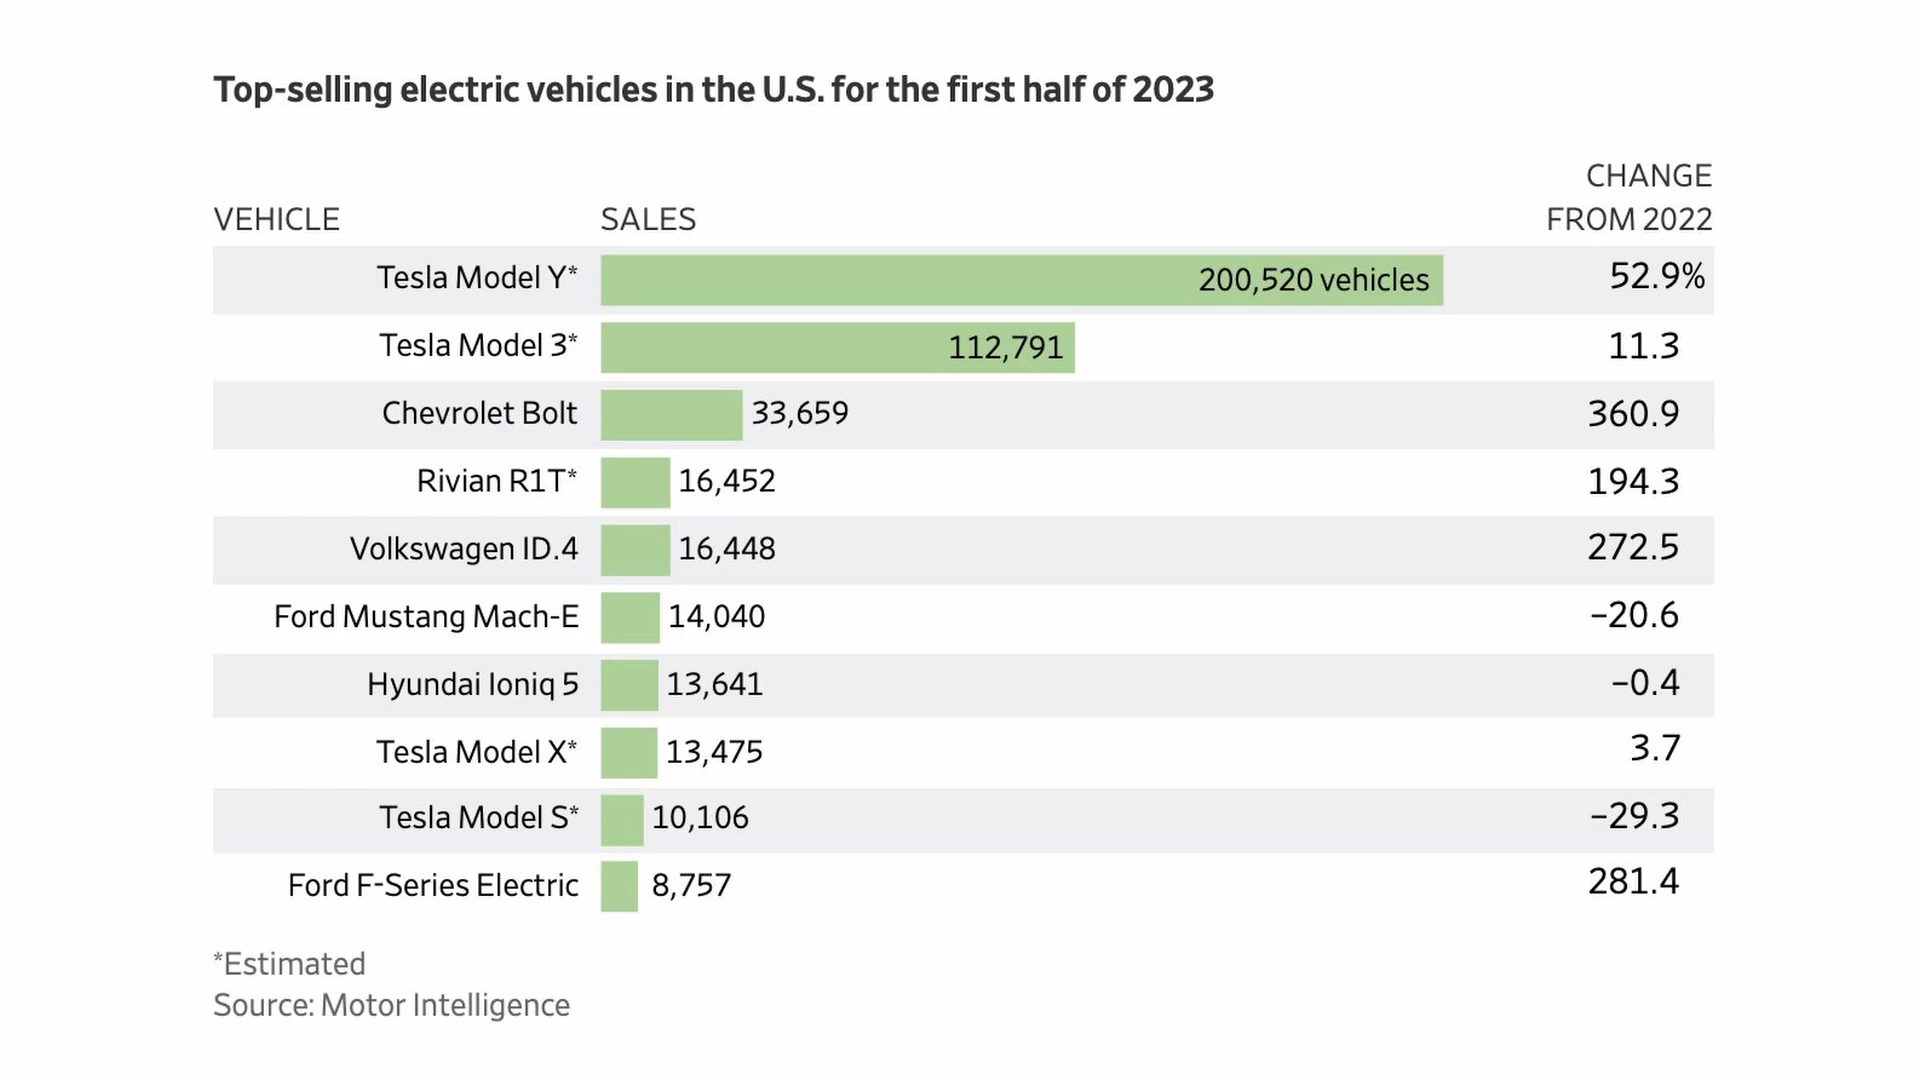 Top-selling electric vehicles in the U.S. for the first half of 2023
CHANGE
VEHICLE SALES FROM 2022
Tesla Model Y* 200,520 vehicles 52.9%
Tesla Model 3* 112,791 11.3
Chevrolet Bolt 33,659 360.9
Rivian R1T* 16,452 194.3
Volkswagen ID.4 16,448 272.5
Ford Mustang Mach-E 14,040 −20.6
Hyundai Ioniq 5 13,641 −0.4
Tesla Model X* 13,475 3.7
Tesla Model S* 10,106 −29.3
Ford F-Series Electric 8,757 281.4
*Estimated
Source: Motor Intelligence